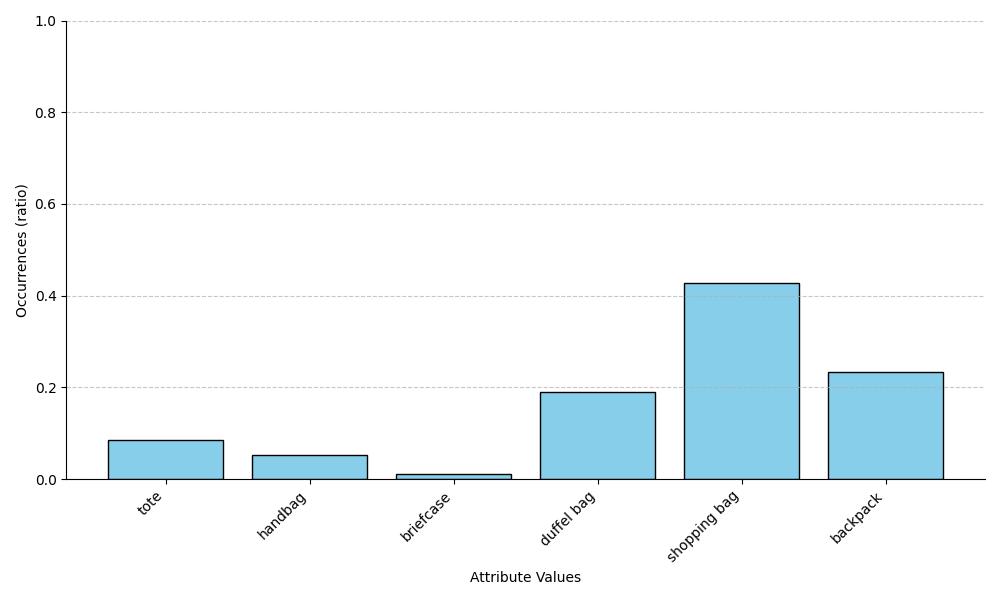 1.0
0.8
0.6
0.4
0.2
0.0
Occurrences (ratio)
tote
handbag
briefcase
duffel bag
shopping bag
backpack
Attribute Values